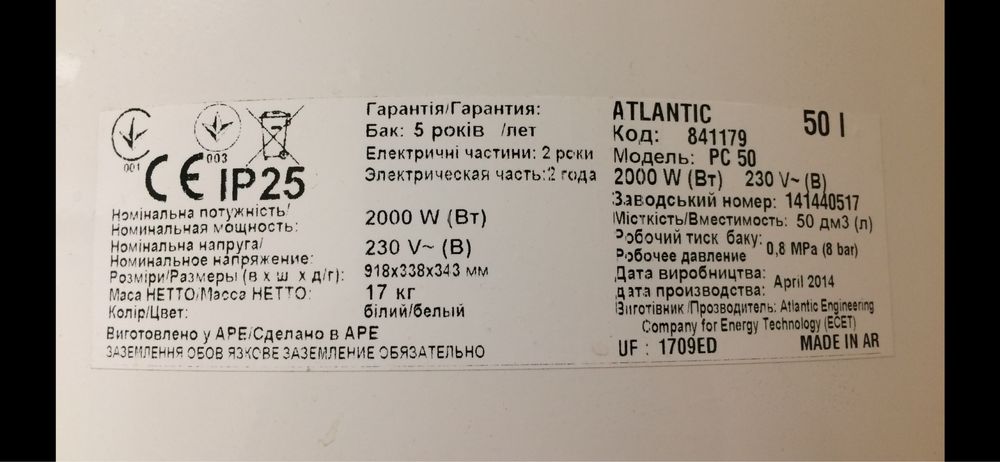 001
003
CE IP25
Номінальна потужність/
Номинальная мощность:
2000 W (Вт)
Номінальна напруга/
Номинальное напряжение:
230 V~ (В)
Розміри/Размеры (в х ш х д/г):
918x338x343 мм
Маса НЕТТО/Масса НЕТТО:
17 кг
Колір/Цвет:
білий/белый
Виготовлено у АРЕ/Сделано в АРЕ
ЗАЗЕМЛЕННЯ ОБОВ ЯЗКОВЕ ЗАЗЕМЛЕНИЕ ОБЯЗАТЕЛЬНО
Гарантія/Гарантия:
Бак: 5 років /лет
Електричні частини: 2 роки
Электрическая часть:2 года
ATLANTIC
50 l
Код: 841179
Модель: PC 50
2000 W (Вт) 230 V~ (В)
Заводський номер: 141440517
Місткість/Вместимость: 50 дм3 (л)
Робочий тиск баку:
Робочее давление
0,8 MPa (8 bar)
Дата виробництва:
дата производства:
April 2014
Виготівник /Прозводитель: Atlantic Engineering
Company for Energy Technology (ECET)
UF : 1709ED
MADE IN AR